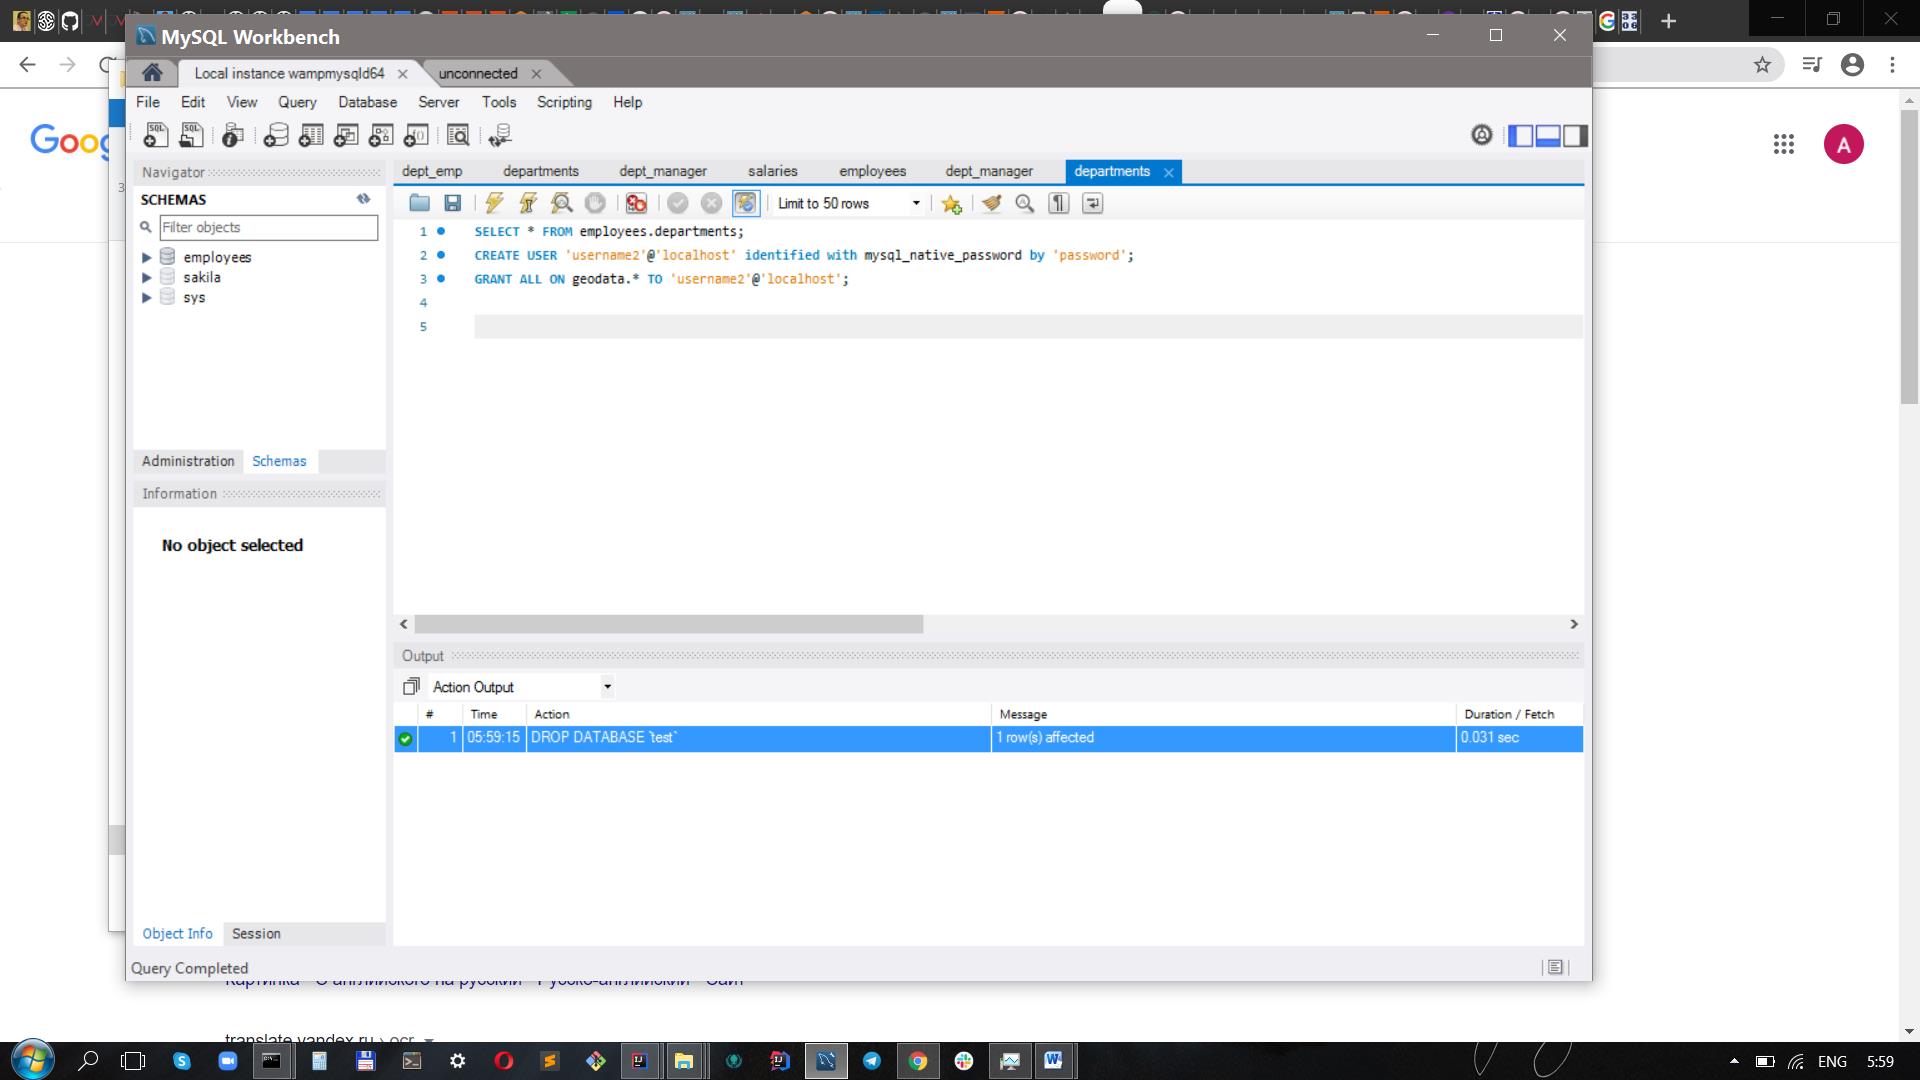 MySQL Workbench
Local instance wampmysqld64
unconnected
File Edit View Query Database Server Tools Scripting Help
Navigator
SCHEMAS
Filter objects
employees
sakila
sys
Administration Schemas
Information
No object selected
Object Info Session
Query Completed
dept_emp departments dept_manager salaries employees dept_manager departments
Limit to 50 rows
1 SELECT * FROM employees.departments;
2 CREATE USER 'username2'@'localhost' identified with mysql_native_password by 'password';
3 GRANT ALL ON geodata.* TO 'username2'@'localhost';
4
5
Output
Action Output
# Time Action Message Duration / Fetch
1 05:59:15 DROP DATABASE `test` 1 row(s) affected 0.031 sec
Goog
A
translate.yandex.ru › ocr
ENG 5:59